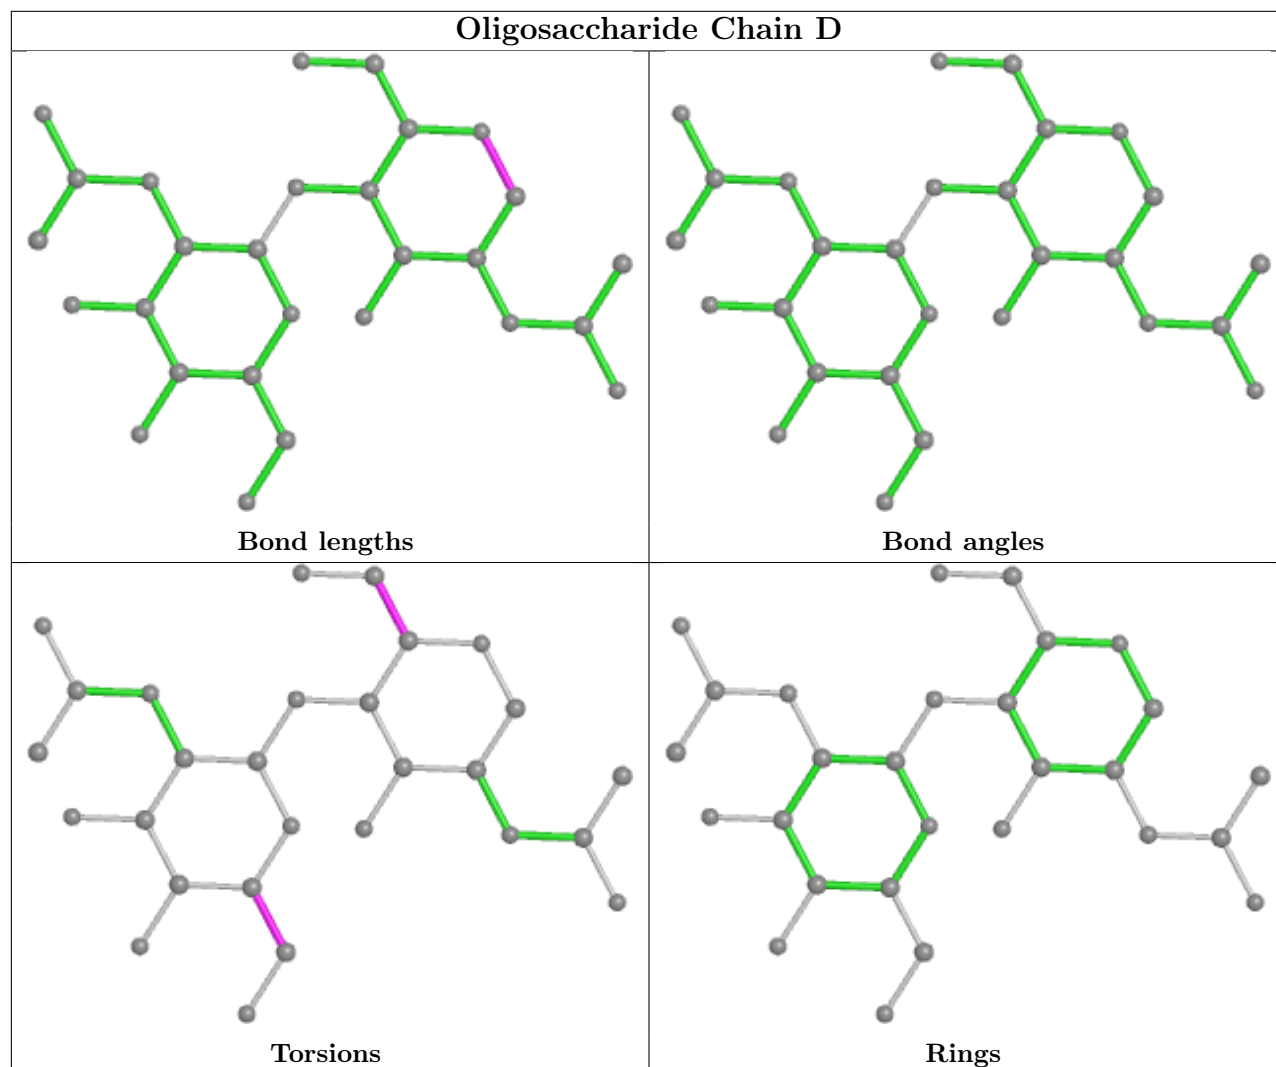 Oligosaccharide Chain D
Bond lengths
Bond angles
Torsions
Rings